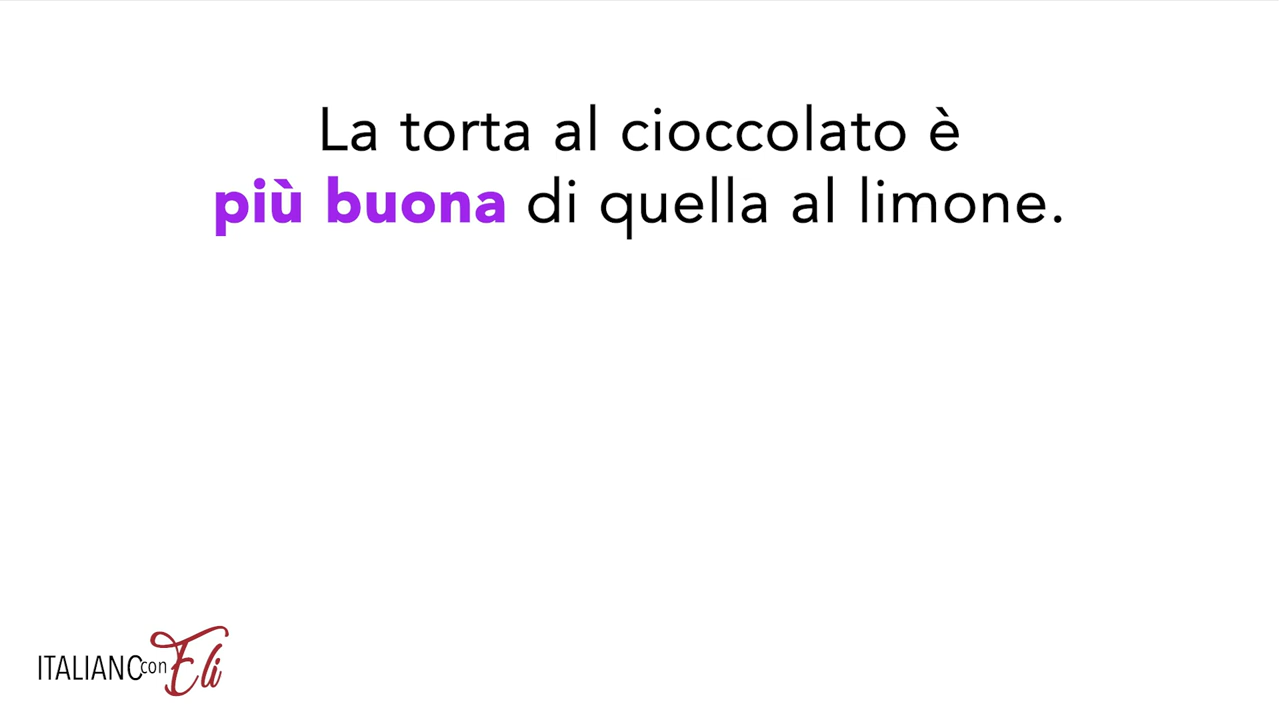 La torta al cioccolato è
più buona di quella al limone.
ITALIANO con Eli